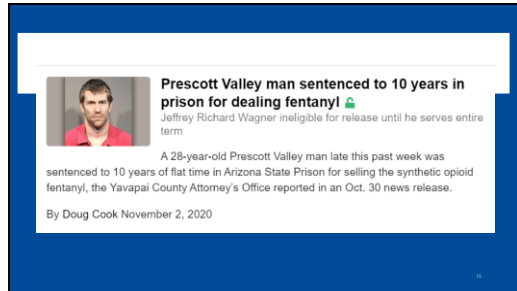 Prescott Valley man sentenced to 10 years in
prison for dealing fentanyl
Jeffrey Richard Wagner ineligible for release until he serves entire
term
A 28-year-old Prescott Valley man late this past week was
sentenced to 10 years of flat time in Arizona State Prison for selling the synthetic opioid
fentanyl, the Yavapai County Attorney's Office reported in an Oct. 30 news release.
By Doug Cook November 2, 2020
15